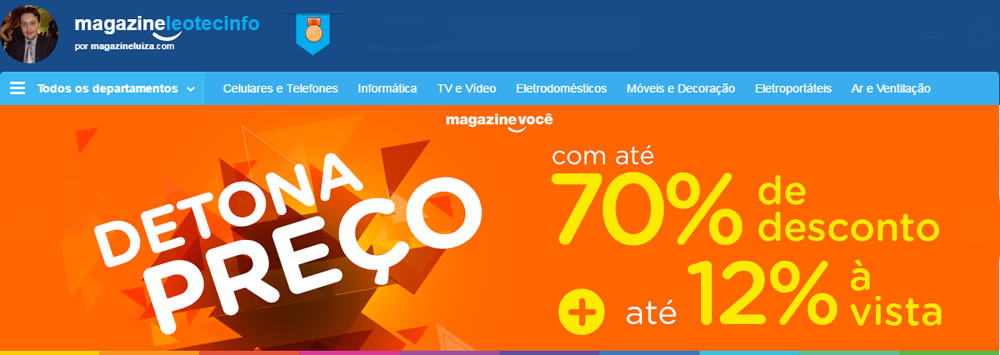 magazineleotecinfo
por magazineluiza.com
Todos os departamentos
Celulares e Telefones
Informática
TV e Vídeo
Eletrodomésticos
Móveis e Decoração
Eletroportáteis
Ar e Ventilação
magazinevocê
DETONA
PREÇO
com até
70% de desconto
+ até 12% à vista